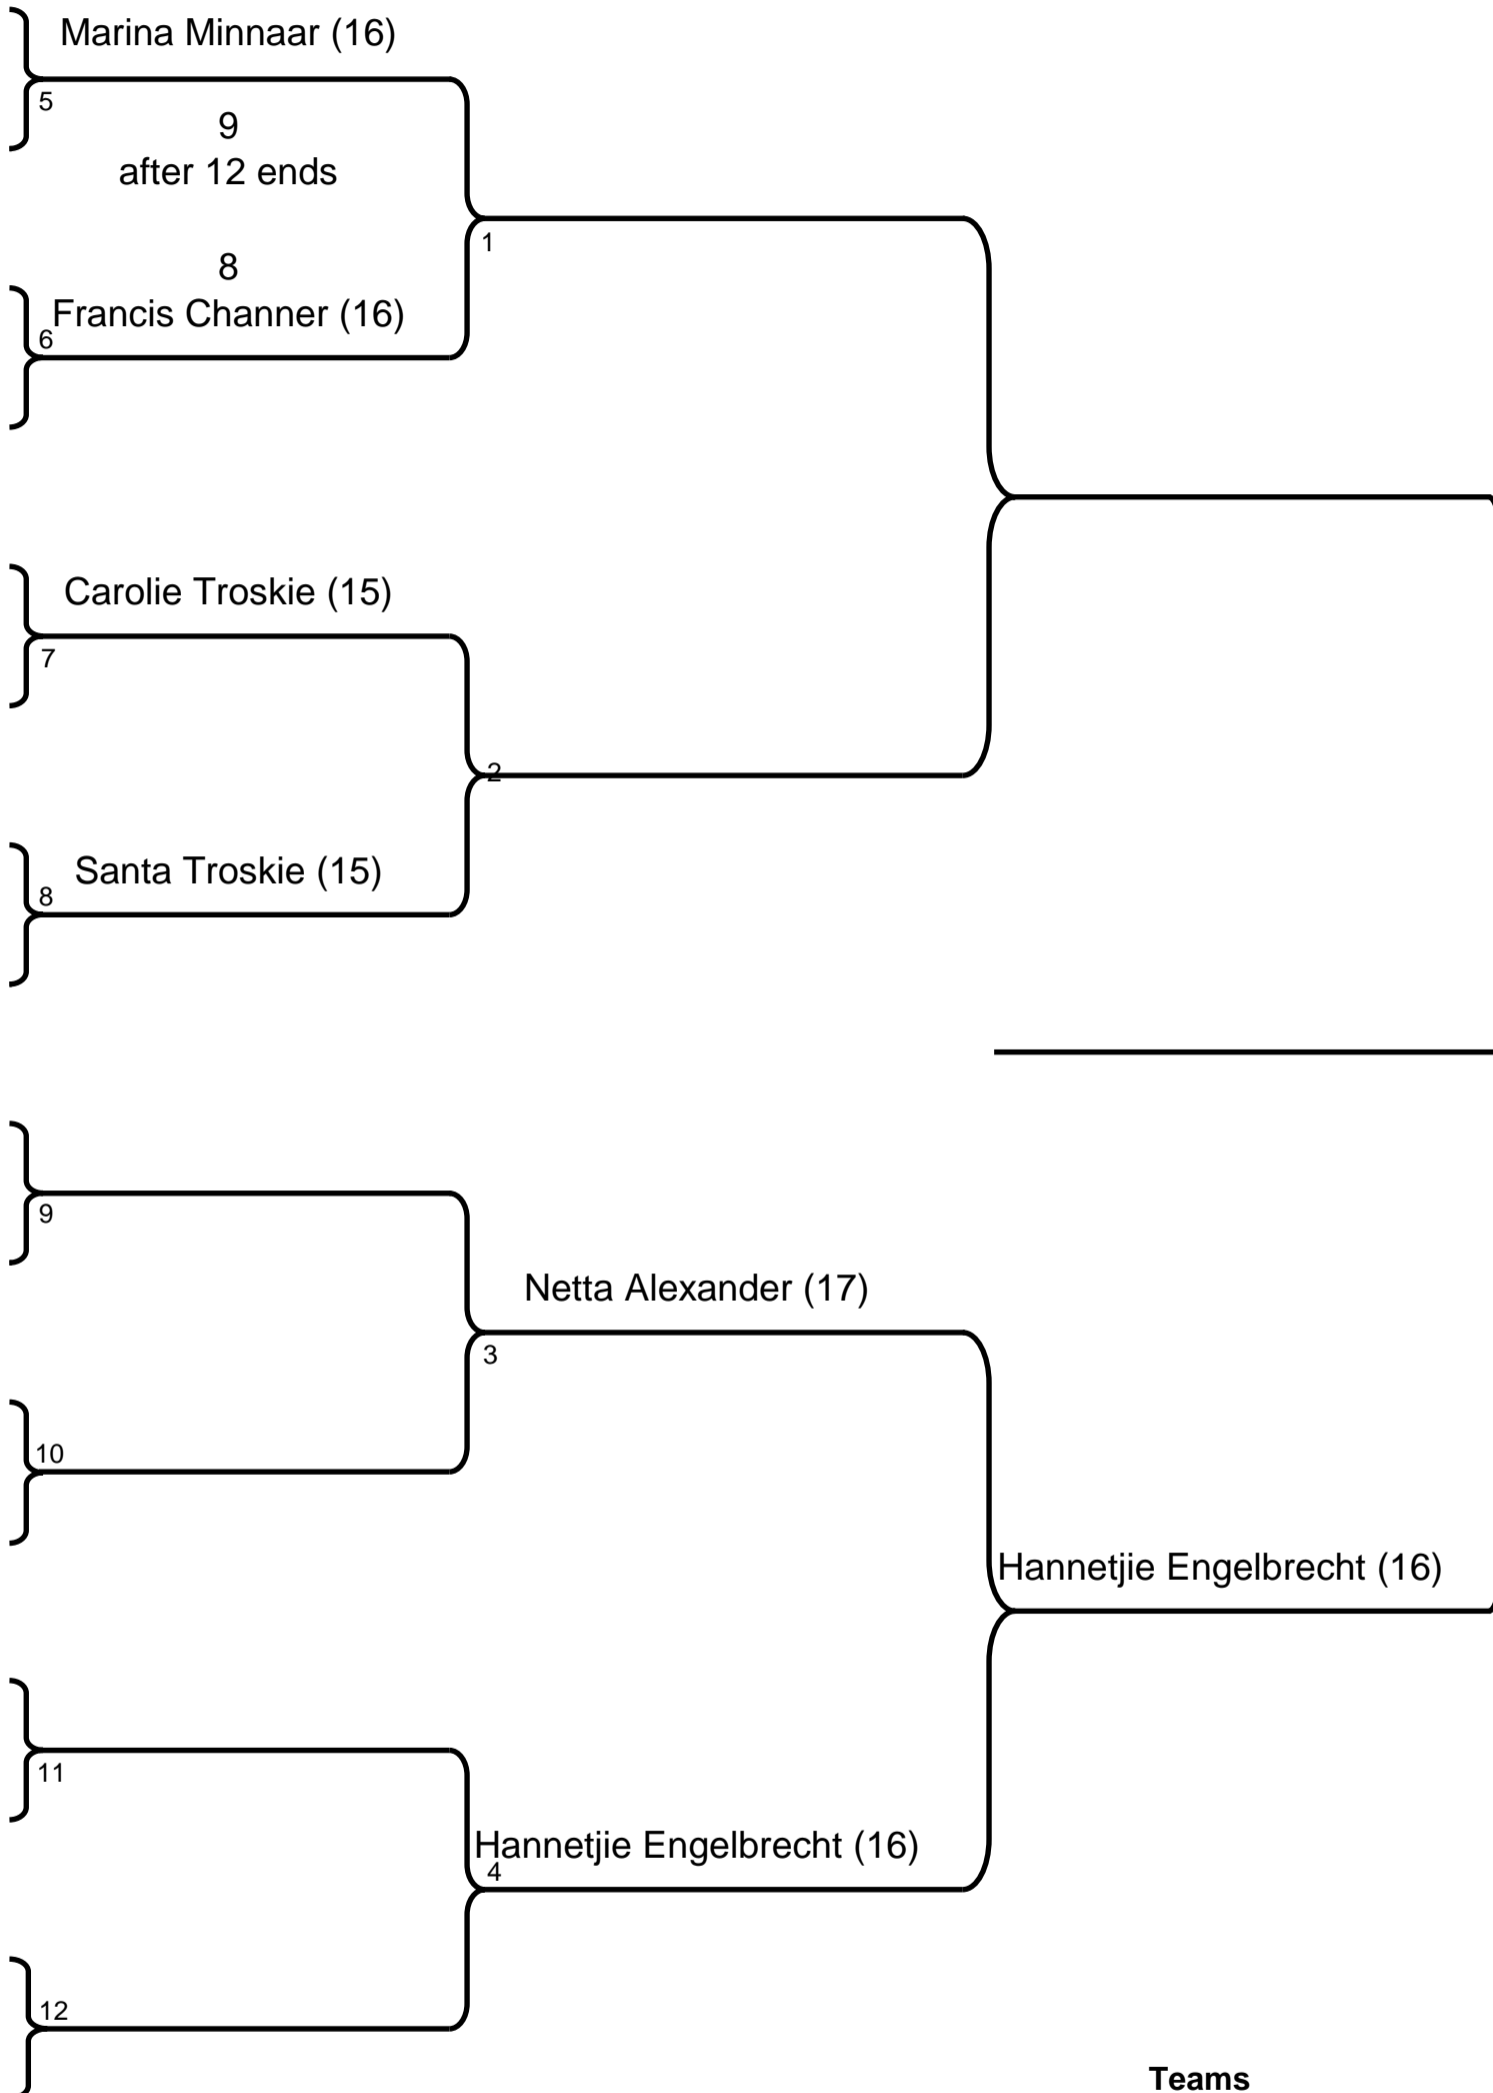 Marina Minnaar (16)
5
9
after 12 ends
1
8
Francis Channer (16)
6
Carolie Troskie (15)
7
2
Santa Troskie (15)
8
9
Netta Alexander (17)
3
10
Hannetjie Engelbrecht (16)
11
Hannetjie Engelbrecht (16)
4
12
Teams